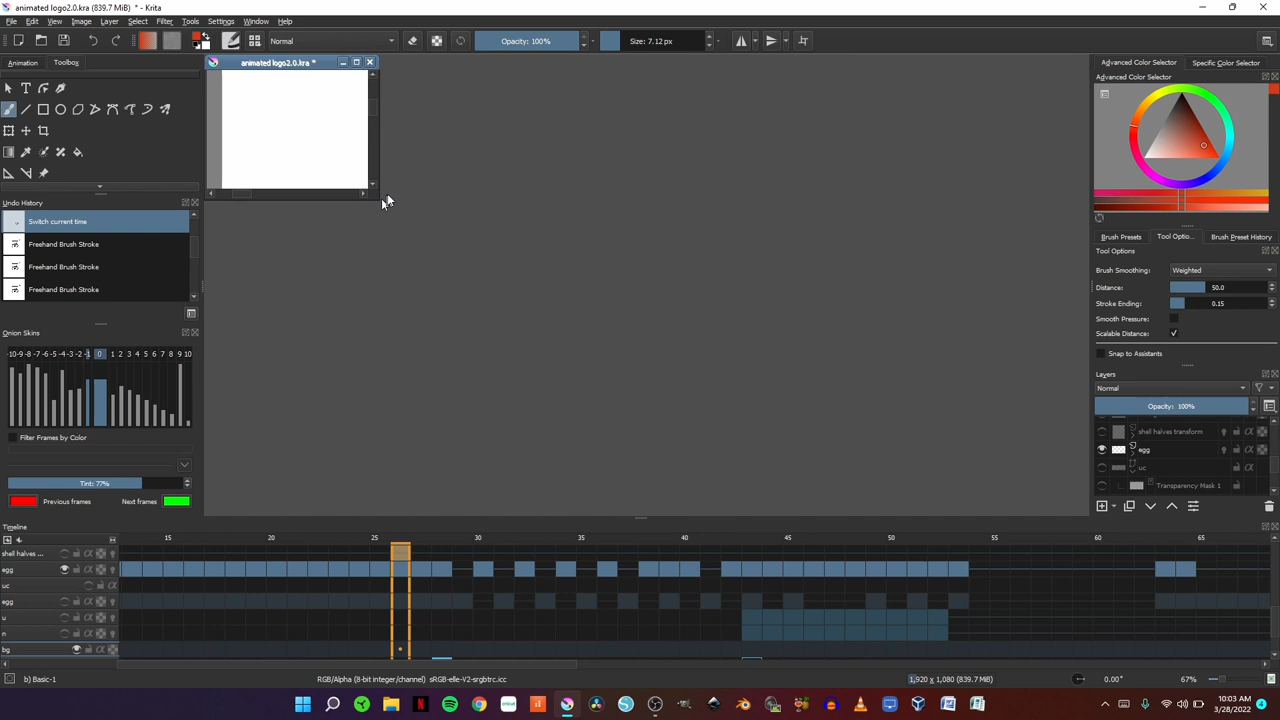 animated logo2.0.kra (839.7 MiB) * - Krita
File Edit View Image Layer Select Filter Tools Settings Window Help
Normal
Opacity: 100%
Size: 7.12 px
Animation Toolbox
animated logo2.0.kra *
Advanced Color Selector Specific Color Selector
Advanced Color Selector
Undo History
Switch current time
Freehand Brush Stroke
Freehand Brush Stroke
Freehand Brush Stroke
Brush Presets Tool Optio... Brush Preset History
Tool Options
Brush Smoothing: Weighted
Distance: 50.0
Stroke Ending: 0.15
Smooth Pressure:
Scalable Distance:
Snap to Assistants
Onion Skins
-10 -9 -8 -7 -6 -5 -4 -3 -2 -1 0 1 2 3 4 5 6 7 8 9 10
Filter Frames by Color
Tint: 77%
Previous frames Next frames
Layers
Normal
Opacity: 100%
shell halves transform
egg
uc
Transparency Mask 1
Timeline
15 20 25 30 35 40 45 50 55 60 65
shell halves ...
egg
uc
egg
u
n
bg
b) Basic-1
RGB/Alpha (8-bit integer/channel) sRGB-elle-V2-srgbtrc.icc
1,920 x 1,080 (839.7 MiB)
0.00°
67%
10:03 AM
3/28/2022